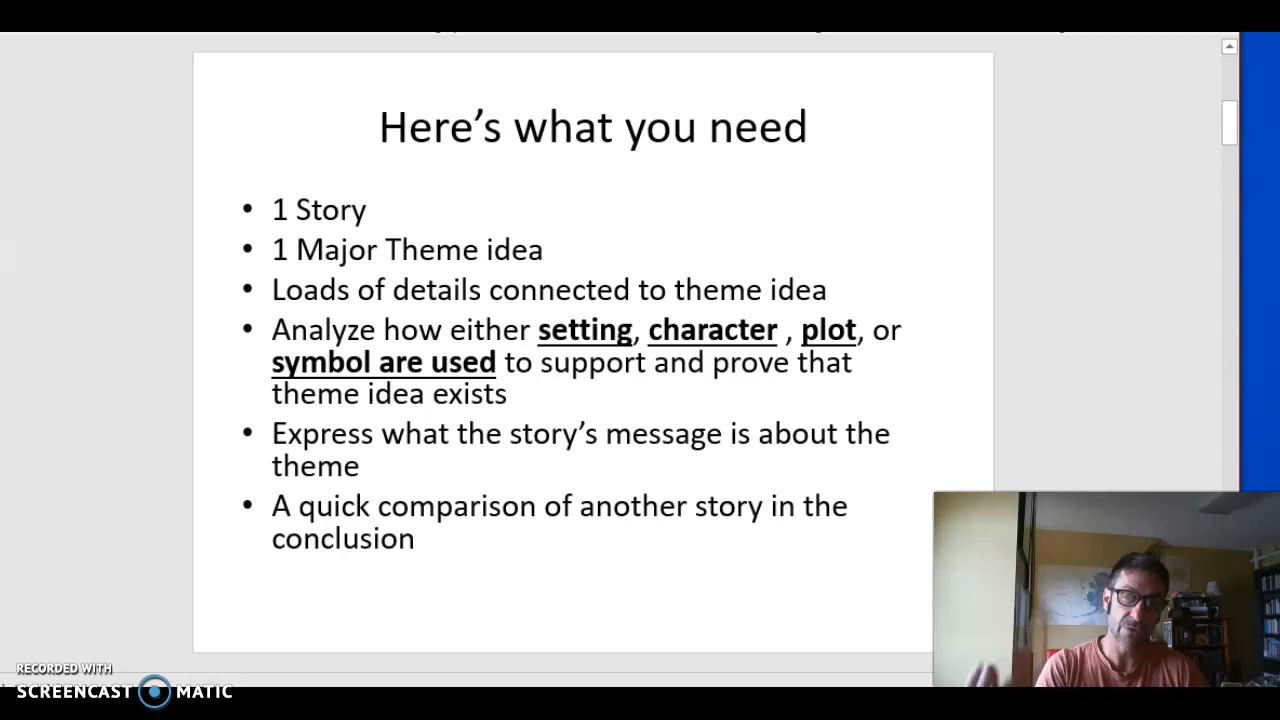 Here's what you need
• 1 Story
• 1 Major Theme idea
• Loads of details connected to theme idea
• Analyze how either setting, character , plot, or
symbol are used to support and prove that
theme idea exists
• Express what the story's message is about the
theme
• A quick comparison of another story in the
conclusion
RECORDED WITH
SCREENCAST MATIC